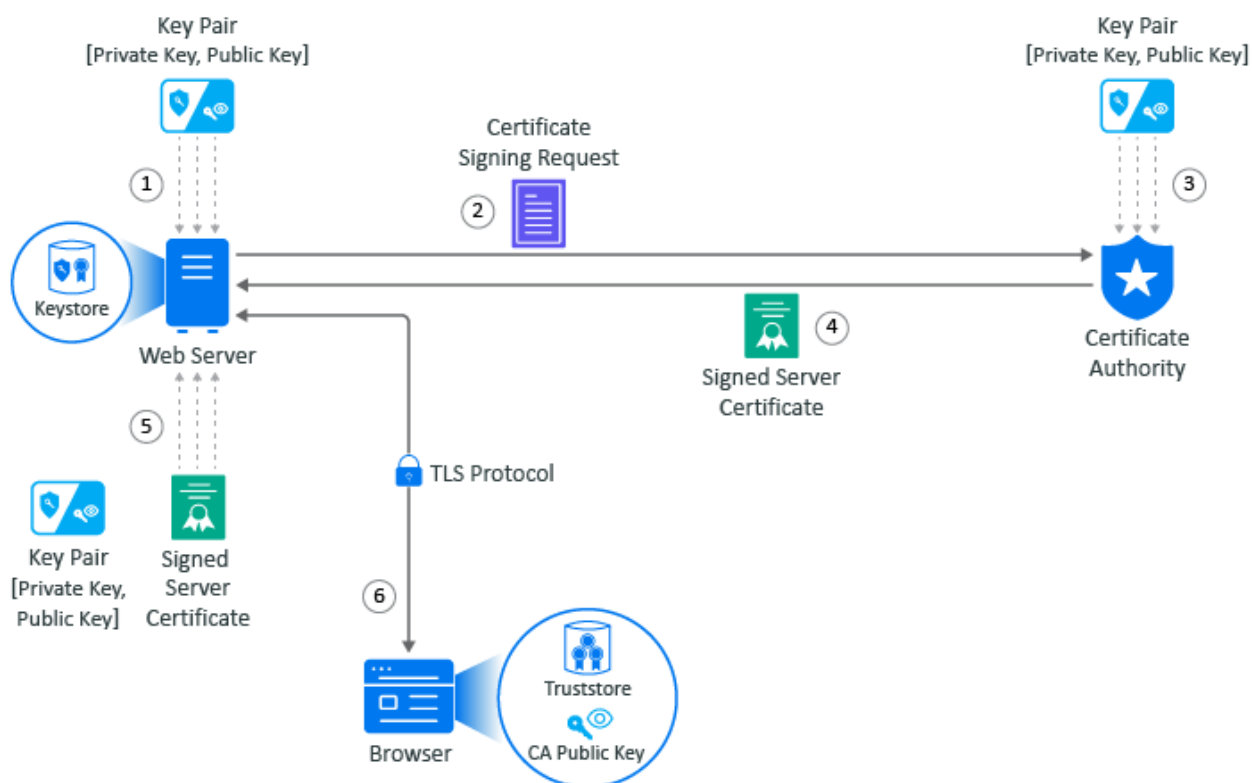 Key Pair
[Private Key, Public Key]
Key Pair
[Private Key, Public Key]
Certificate
Signing Request
1
2
3
Keystore
Web Server
4
Signed Server
Certificate
Certificate
Authority
5
TLS Protocol
Key Pair
[Private Key,
Public Key]
Signed
Server
Certificate
6
Truststore
CA Public Key
Browser